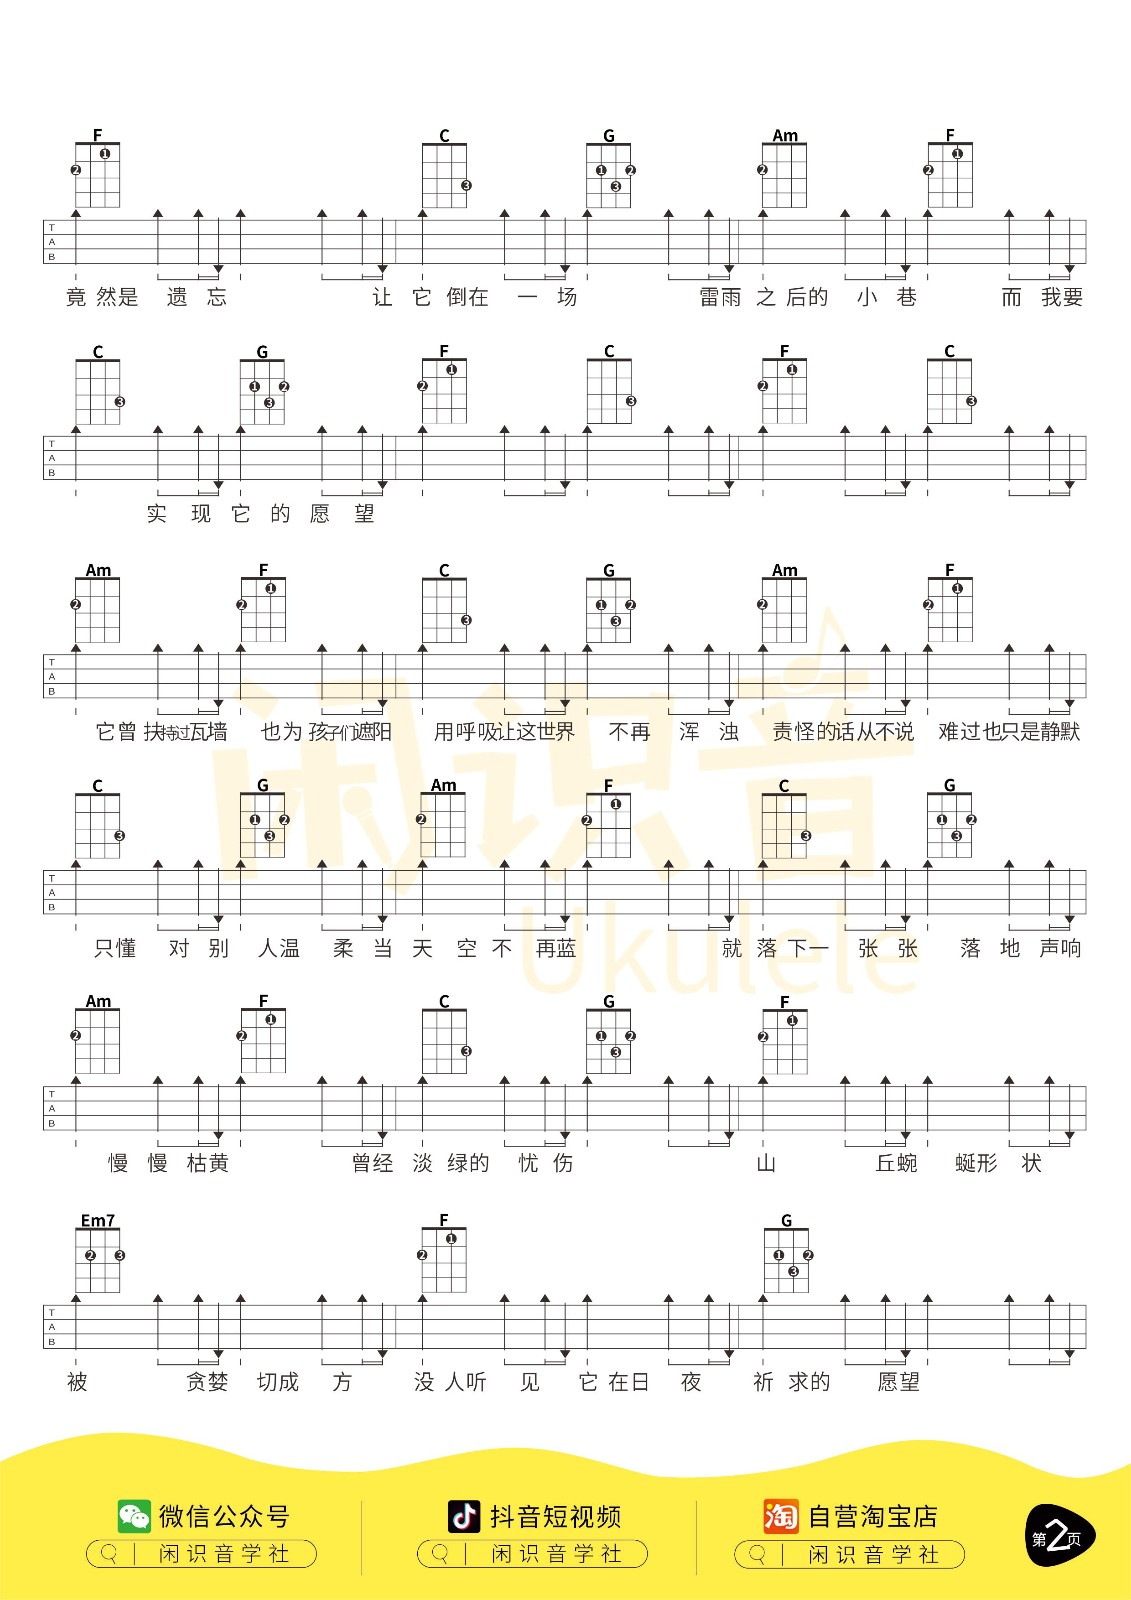 F C G Am F
T
A
B
竟 然是 遗 忘 让 它 倒在 一 场 雷雨 之 后的 小 巷 而 我要
C G F C F C
T
A
B
实 现 它 的 愿 望
Am F C G Am F
T
A
B
它曾 扶持过瓦墙 也为 孩子们遮阳 用呼吸让这世界 不再 浑 浊 责怪的话从不说 难过也只是静默
C G Am F C G
T
A
B
只懂 对 别 人温 柔 当 天 空 不 再蓝 就 落 下一 张 张 落 地 声响
Am F C G F
T
A
B
慢 慢 枯黄 曾经 淡 绿的 忧 伤 山 丘蜿 蜒形 状
Em7 F G
T
A
B
被 贪婪 切成 方 没 人听 见 它 在日 夜 祈 求的 愿望
闲识音
Ukulele
微信公众号 抖音短视频 自营淘宝店
闲识音学社 闲识音学社 闲识音学社
淘
第2页